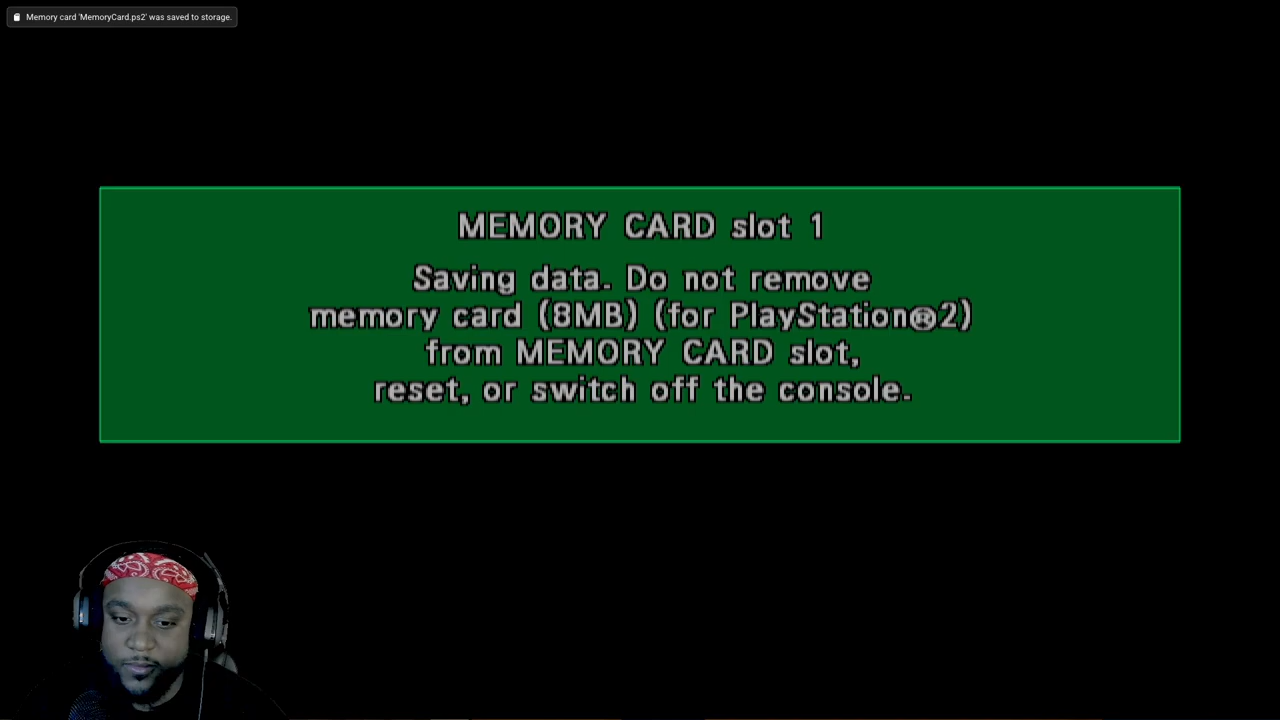 Memory card 'MemoryCard.ps2' was saved to storage.
MEMORY CARD slot 1
Saving data. Do not remove
memory card (8MB) (for PlayStation®2)
from MEMORY CARD slot,
reset, or switch off the console.